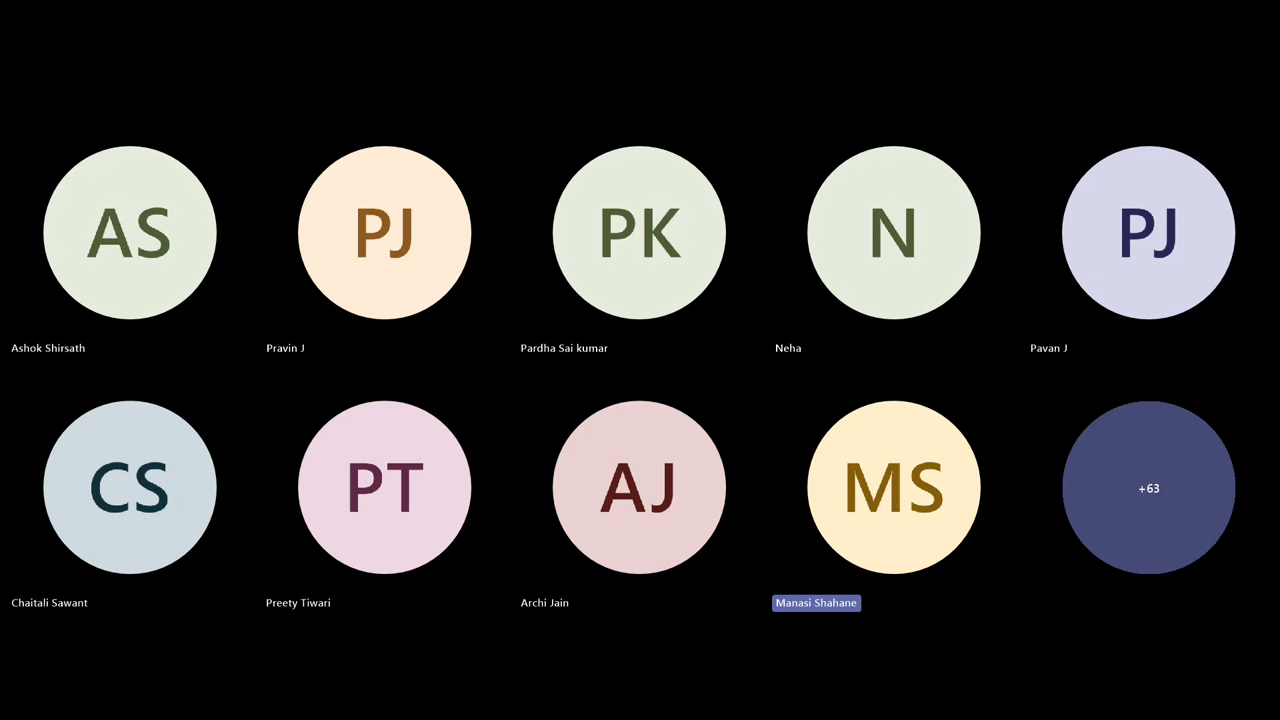 AS
PJ
PK
N
PJ
Ashok Shirsath
Pravin J
Pardha Sai kumar
Neha
Pavan J
CS
PT
AJ
MS
+63
Chaitali Sawant
Preety Tiwari
Archi Jain
Manasi Shahane